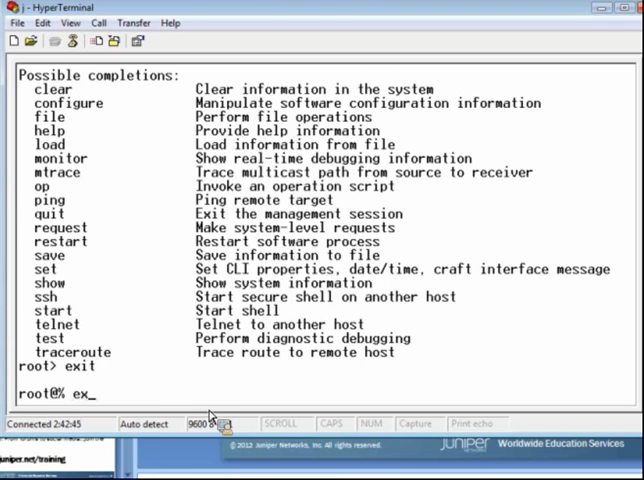 j - HyperTerminal
File Edit View Call Transfer Help
Possible completions:
clear Clear information in the system
configure Manipulate software configuration information
file Perform file operations
help Provide help information
load Load information from file
monitor Show real-time debugging information
mtrace Trace multicast path from source to receiver
op Invoke an operation script
ping Ping remote target
quit Exit the management session
request Make system-level requests
restart Restart software process
save Save information to file
set Set CLI properties, date/time, craft interface message
show Show system information
ssh Start secure shell on another host
start Start shell
telnet Telnet to another host
test Perform diagnostic debugging
traceroute Trace route to remote host
root> exit
root@% ex_
Connected 2:42:45 Auto detect 9600 SCROLL CAPS NUM Capture Print echo
juniper.net/training
© 2012 Juniper Networks, Inc. All rights reserved. JUNIPER Worldwide Education Services